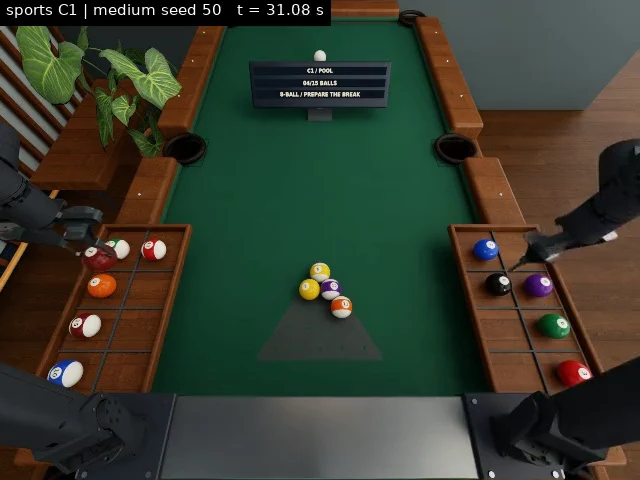 sports C1 | medium seed 50 t = 31.08 s
C1 / POOL
04/15 BALLS
8-BALL / PREPARE THE BREAK